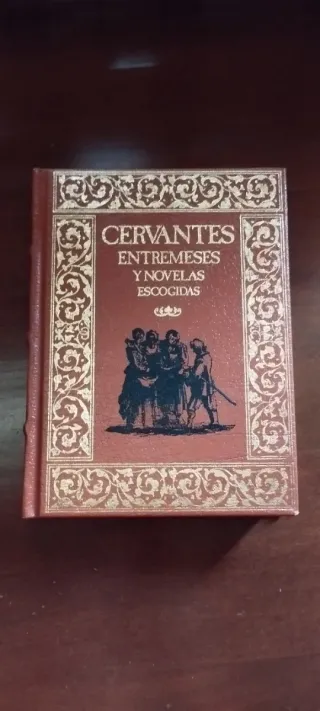 CERVANTES
ENTREMESES
Y NOVELAS
ESCOGIDAS